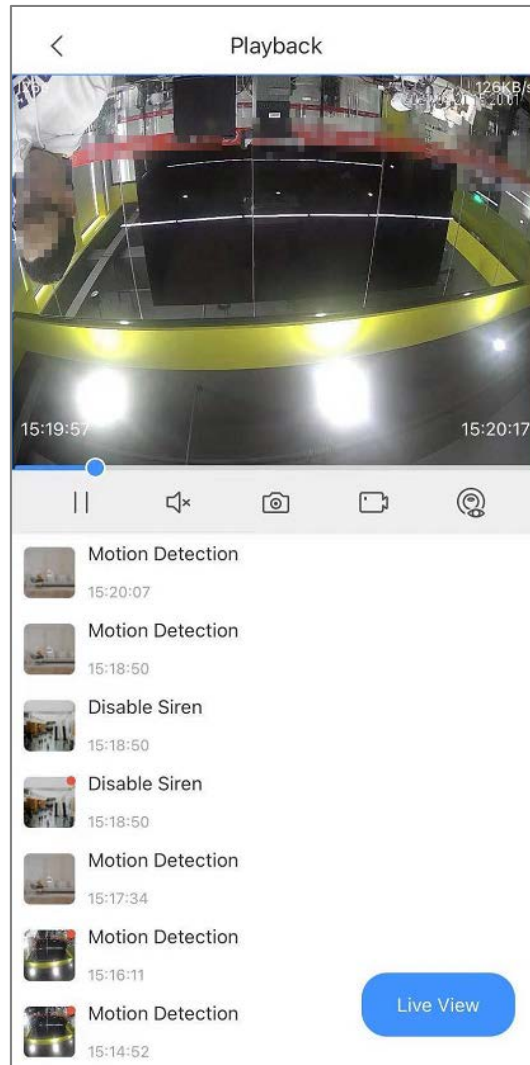 Playback
126KB/s
15:19:57
15:20:17
Motion Detection
15:20:07
Motion Detection
15:18:50
Disable Siren
15:18:50
Disable Siren
15:18:50
Motion Detection
15:17:34
Motion Detection
15:16:11
Motion Detection
15:14:52
Live View